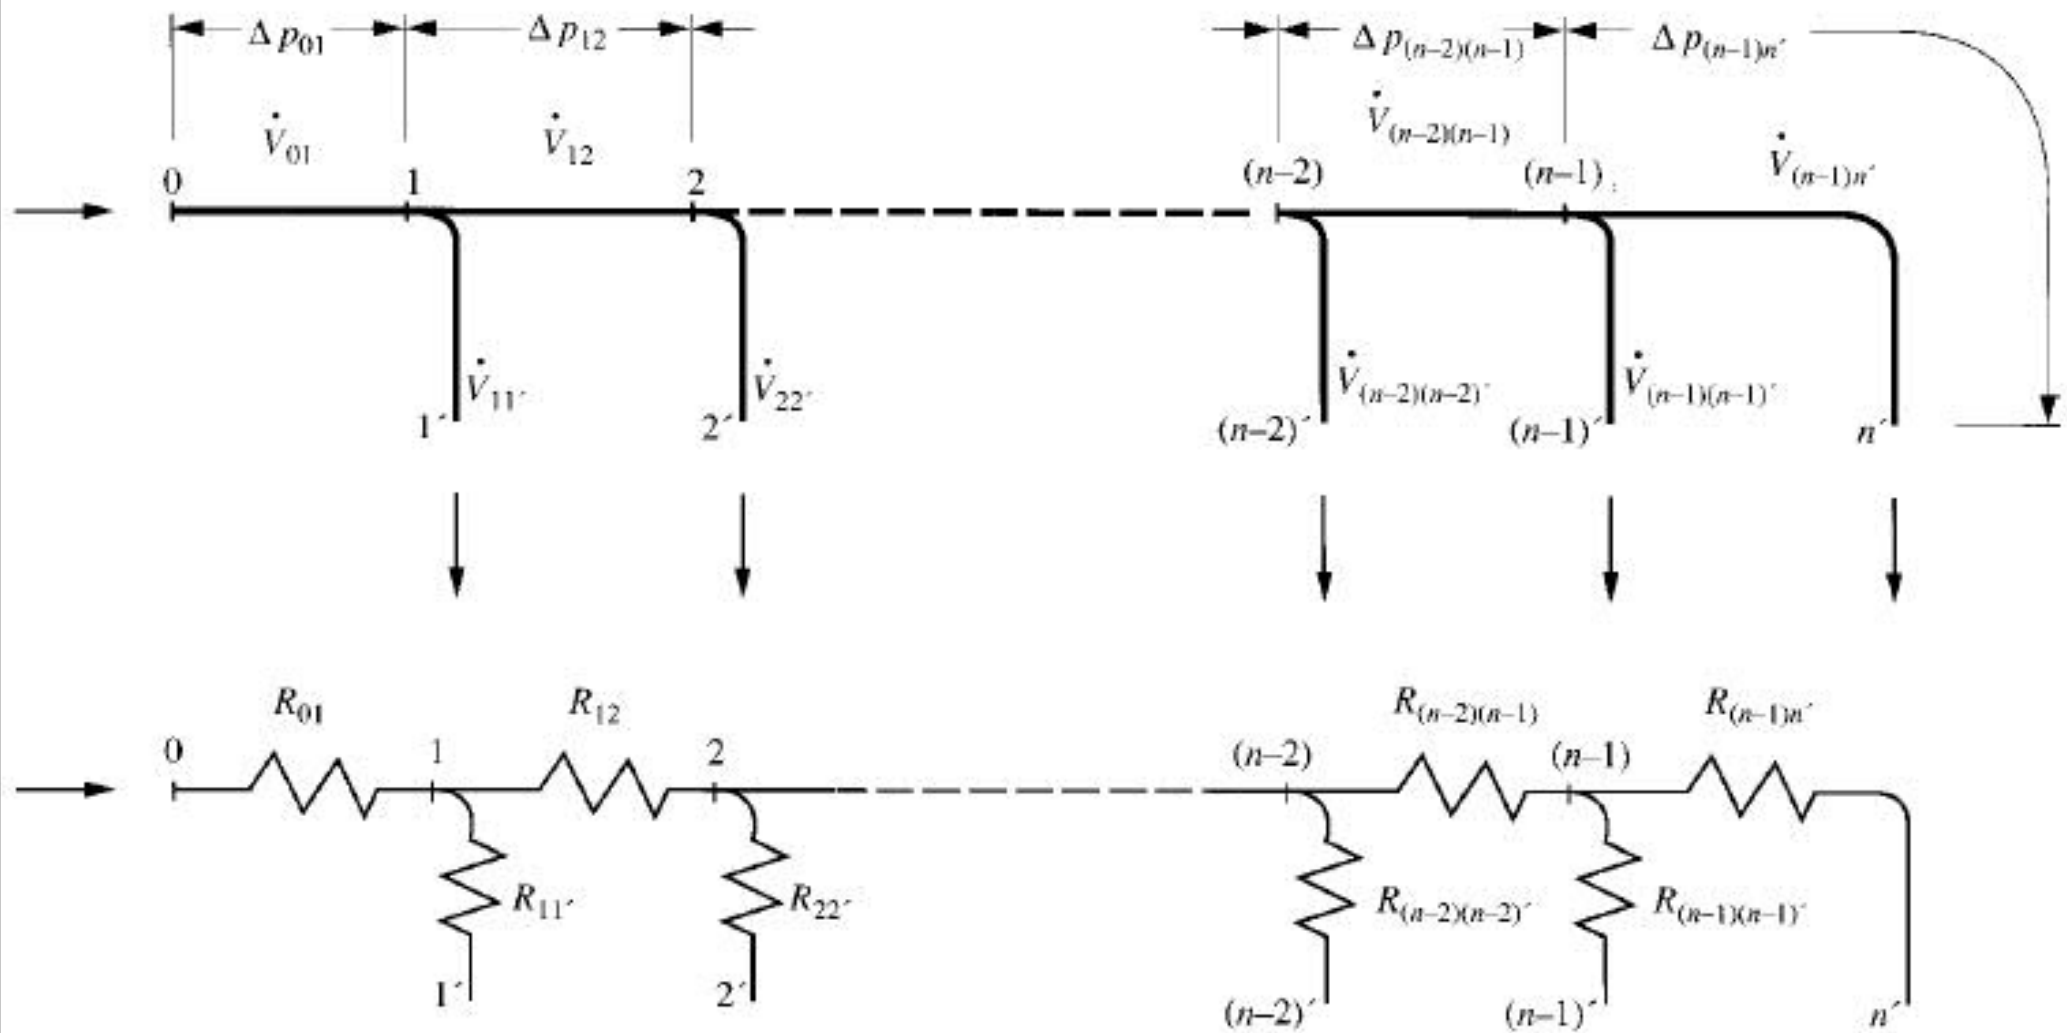 Δp₀₁ Δp₁₂ Δp₍ₙ₋₂₎₍ₙ₋₁₎ Δp₍ₙ₋₁₎ₙ´
V̇₀₁ V̇₁₂ V̇₍ₙ₋₂₎₍ₙ₋₁₎ V̇₍ₙ₋₁₎ₙ´
0 1 2 (n–2) (n–1)
V̇₁₁´ V̇₂₂´ V̇₍ₙ₋₂₎₍ₙ₋₂₎´ V̇₍ₙ₋₁₎₍ₙ₋₁₎´
1´ 2´ (n–2)´ (n–1)´ n´
R₀₁ R₁₂ R₍ₙ₋₂₎₍ₙ₋₁₎ R₍ₙ₋₁₎ₙ´
0 1 2 (n–2) (n–1)
R₁₁´ R₂₂´ R₍ₙ₋₂₎₍ₙ₋₂₎´ R₍ₙ₋₁₎₍ₙ₋₁₎´
1´ 2´ (n–2)´ (n–1)´ n´